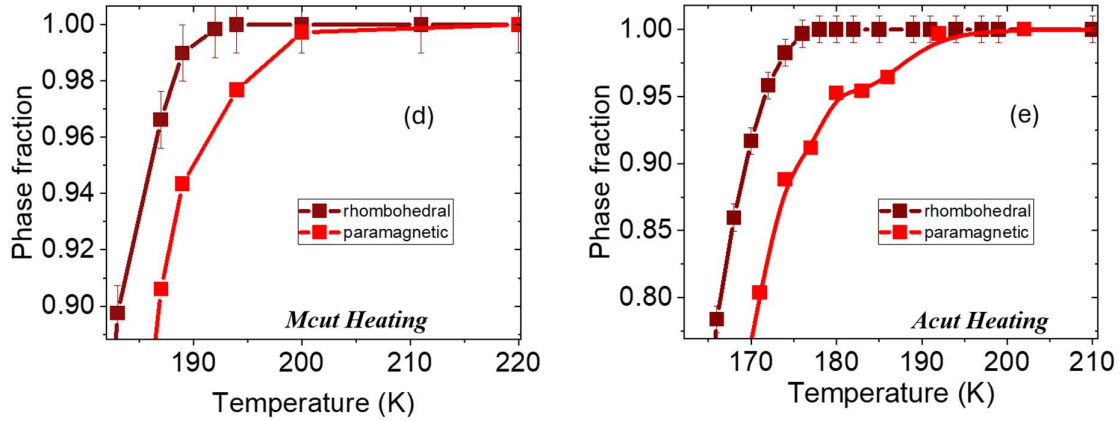 1.00
0.98
0.96
0.94
0.92
0.90
Phase fraction
(d)
rhombohedral
paramagnetic
Mcut Heating
190
200
210
220
Temperature (K)
1.00
0.95
0.90
0.85
0.80
Phase fraction
(e)
rhombohedral
paramagnetic
Acut Heating
170
180
190
200
210
Temperature (K)